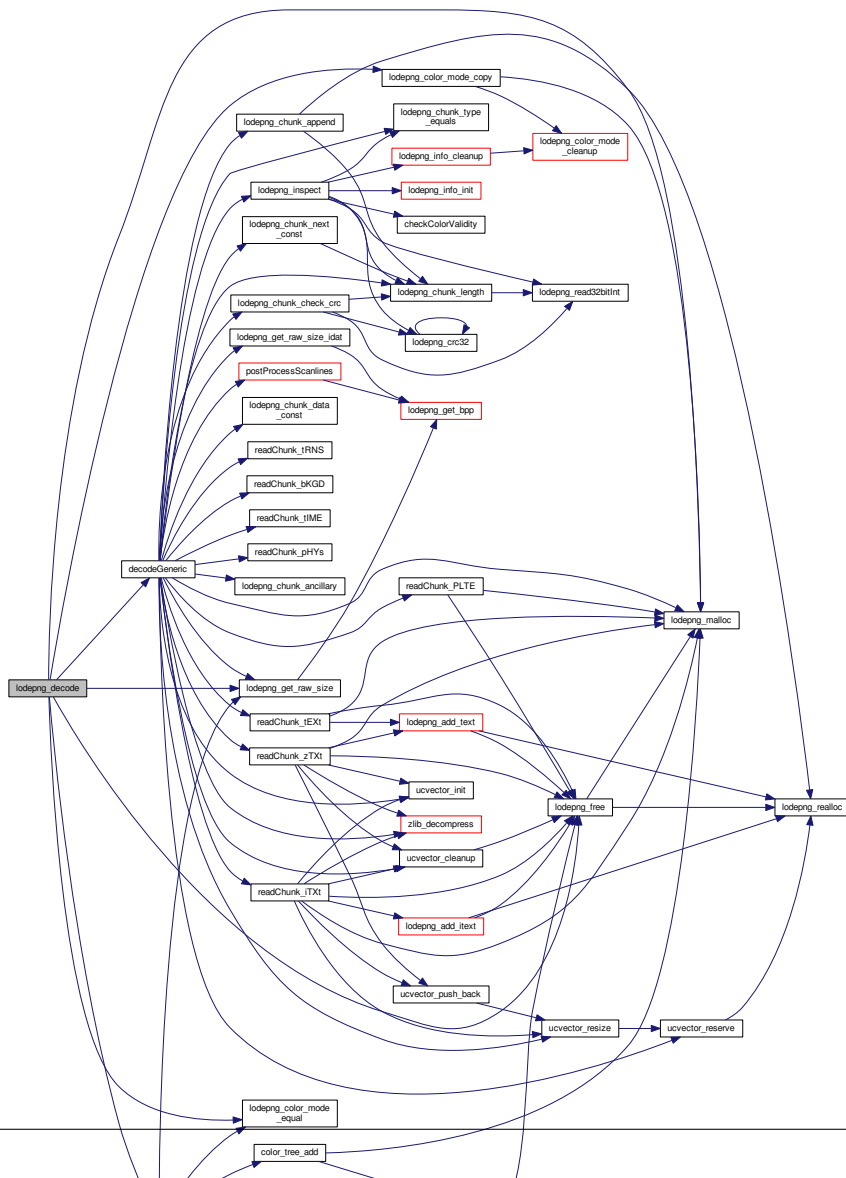 lodepng_color_mode_copy
lodepng_chunk_type
_equals
lodepng_chunk_append
lodepng_color_mode
_cleanup
lodepng_info_cleanup
lodepng_inspect
lodepng_info_init
checkColorValidity
lodepng_chunk_next
_const
lodepng_chunk_length
lodepng_read32bitInt
lodepng_chunk_check_crc
lodepng_get_raw_size_idat
lodepng_crc32
postProcessScanlines
lodepng_chunk_data
_const
lodepng_get_bpp
readChunk_tRNS
readChunk_bKGD
readChunk_tIME
readChunk_pHYs
decodeGeneric
lodepng_chunk_ancillary
readChunk_PLTE
lodepng_malloc
lodepng_decode
lodepng_get_raw_size
readChunk_tEXt
lodepng_add_text
readChunk_zTXt
ucvector_init
lodepng_free
lodepng_realloc
zlib_decompress
ucvector_cleanup
readChunk_iTXt
lodepng_add_itext
ucvector_push_back
ucvector_resize
ucvector_reserve
lodepng_color_mode
_equal
color_tree_add